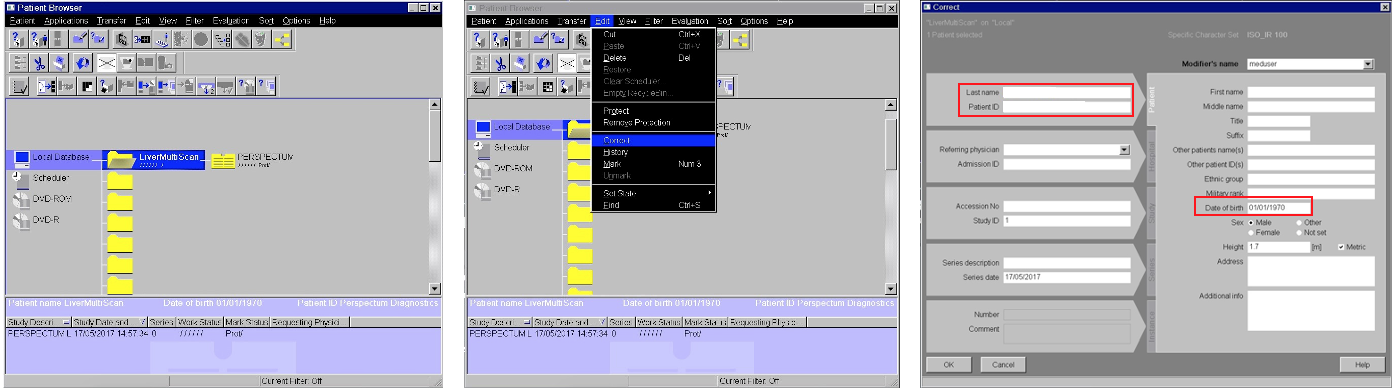 Patient Browser
Patient Applications Transfer Edit View Filter Evaluation Sort Options Help
Local Database LiverMultiScan PERSPECTUM
////// / Prot/
Scheduler
DVD-ROM
DVD-R
Patient name LiverMultiScan Date of birth 01/01/1970 Patient ID Perspectum Diagnostics
Study Descri Study Date and Series Work Status Mark Status Requesting Physici
PERSPECTUM L 17/05/2017 14:57:34 0 ////// Prot/
Current Filter: Off
Patient Browser
Patient Applications Transfer Edit View Filter Evaluation Sort Options Help
Cut Ctrl+X
Paste Ctrl+V
Delete Del
Restore
Clear Scheduler
Empty RecycleBin...
Protect
Remove Protection
Correct
History
Mark Num 3
Unmark
Set State
Find Ctrl+S
Local Database
SPECTUM
Prot/
Scheduler
DVD-ROM
DVD-R
Patient name LiverMultiScan Date of birth 01/01/1970 Patient ID Perspectum Diagnostics
Study Descri Study Date and Series Work Status Mark Status Requesting Physic
PERSPECTUM L 17/05/2017 14:57:34 0 ////// Prot/
Current Filter: Off
Correct
"LiverMultiScan" on "Local"
1 Patient selected Specific Character Set ISO_IR 100
Modifier's name meduser
Last name
Patient ID
Referring physician
Admission ID
Accession No
Study ID 1
Series description
Series date 17/05/2017
Number
Comment
Patient
Hospital
Study
Series
Instance
First name
Middle name
Title
Suffix
Other patients name(s)
Other patient ID(s)
Ethnic group
Military rank
Date of birth 01/01/1970
Sex Male Other
Female Not set
Height 1.7 [m] Metric
Address
Additional info
OK Cancel Help